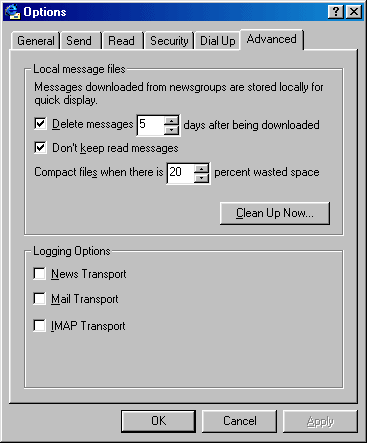 Options
General Send Read Security Dial Up Advanced
Local message files
Messages downloaded from newsgroups are stored locally for
quick display.
Delete messages 5 days after being downloaded
Don't keep read messages
Compact files when there is 20 percent wasted space
Clean Up Now...
Logging Options
News Transport
Mail Transport
IMAP Transport
OK Cancel Apply